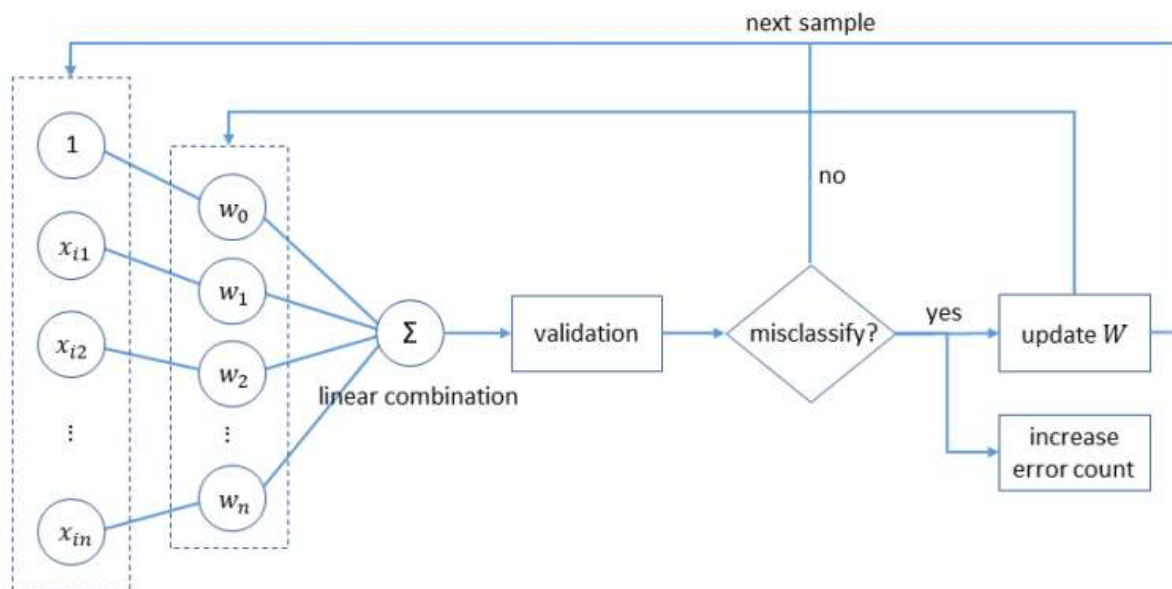 next sample
1
x_{i1}
x_{i2}
⋮
x_{in}
w_0
w_1
w_2
⋮
w_n
Σ
linear combination
validation
misclassify?
no
yes
update W
increase
error count